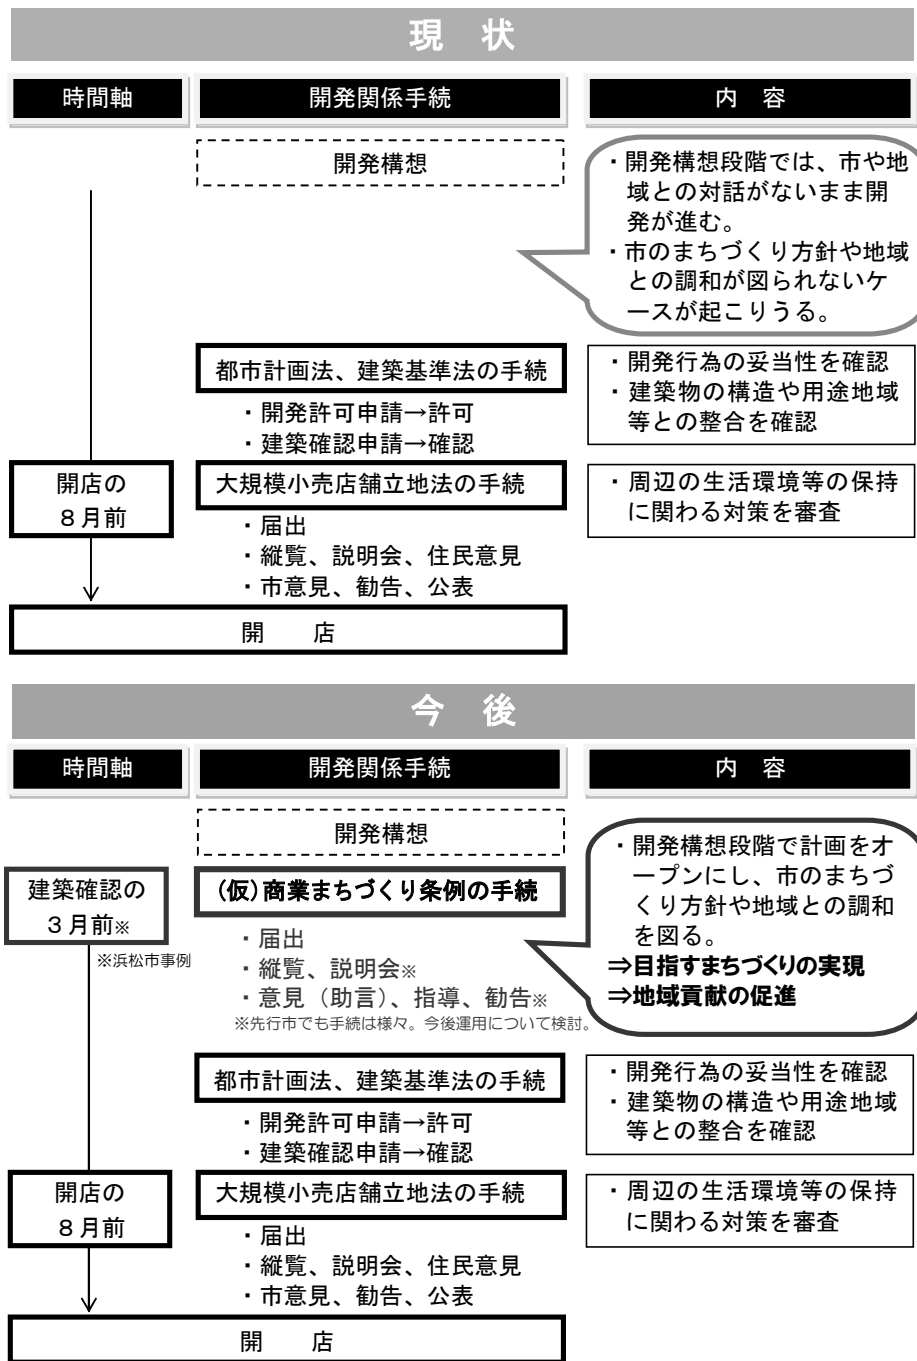 現 状
時間軸
開発関係手続
内 容
開発構想
・開発構想段階では、市や地
域との対話がないまま開
発が進む。
・市のまちづくり方針や地域
との調和が図られないケ
ースが起こりうる。
都市計画法、建築基準法の手続
・開発許可申請→許可
・建築確認申請→確認
・開発行為の妥当性を確認
・建築物の構造や用途地域
等との整合を確認
開店の
8月前
大規模小売店舗立地法の手続
・届出
・縦覧、説明会、住民意見
・市意見、勧告、公表
・周辺の生活環境等の保持
に関わる対策を審査
開 店
今 後
時間軸
開発関係手続
内 容
開発構想
建築確認の
3月前※
※浜松市事例
(仮)商業まちづくり条例の手続
・届出
・縦覧、説明会※
・意見（助言）、指導、勧告※
※先行市でも手続は様々。今後運用について検討。
・開発構想段階で計画をオ
ープンにし、市のまちづ
くり方針や地域との調和
を図る。
⇒目指すまちづくりの実現
⇒地域貢献の促進
都市計画法、建築基準法の手続
・開発許可申請→許可
・建築確認申請→確認
・開発行為の妥当性を確認
・建築物の構造や用途地域
等との整合を確認
開店の
8月前
大規模小売店舗立地法の手続
・届出
・縦覧、説明会、住民意見
・市意見、勧告、公表
・周辺の生活環境等の保持
に関わる対策を審査
開 店